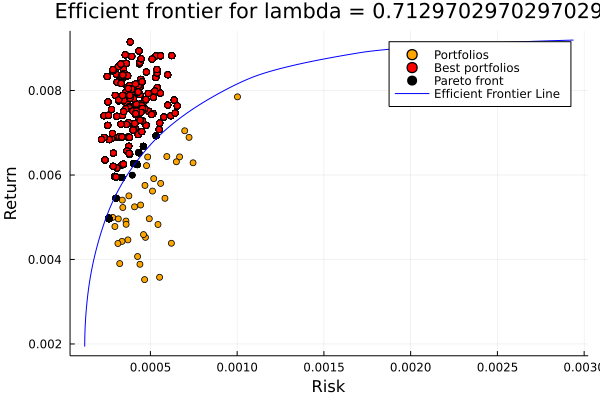 Efficient frontier for lambda = 0.7129702970297029
Portfolios
Best portfolios
Pareto front
Efficient Frontier Line
0.008
0.006
0.004
0.002
Return
0.0005
0.0010
0.0015
0.0020
0.0025
0.0030
Risk